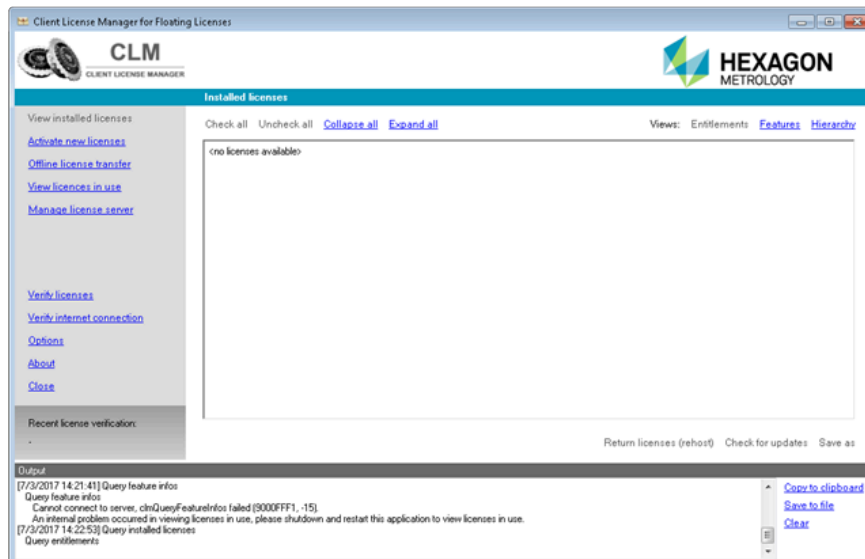 Client License Manager for Floating Licenses
CLM
CLIENT LICENSE MANAGER
HEXAGON
METROLOGY
Installed licenses
View installed licenses
Activate new licenses
Offline license transfer
View licences in use
Manage license server
Verify licenses
Verify internet connection
Options
About
Close
Recent license verification:
-
Check all Uncheck all Collapse all Expand all Views: Entitlements Features Hierarchy
<no licenses available>
Return licenses (rehost) Check for updates Save as
Output
[7/3/2017 14:21:41] Query feature infos
Query feature infos
Cannot connect to server, clmQueryFeatureInfos failed (9000FFF1, -15).
An internal problem occurred in viewing licenses in use, please shutdown and restart this application to view licenses in use.
[7/3/2017 14:22:53] Query installed licenses
Query entitlements
Copy to clipboard
Save to file
Clear